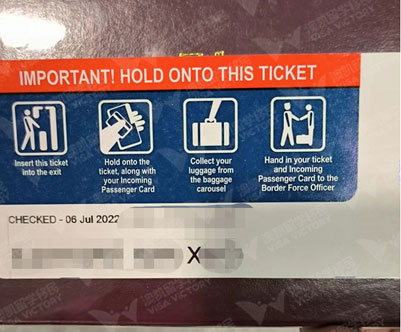 IMPORTANT! HOLD ONTO THIS TICKET
Insert this ticket
into the exit
Hold onto the
ticket, along with
your Incoming
Passenger Card
Collect your
luggage from
the baggage
carousel
Hand in your ticket
and Incoming
Passenger Card to the
Border Force Officer
CHECKED - 06 Jul 2022
X
VISA VICTORY